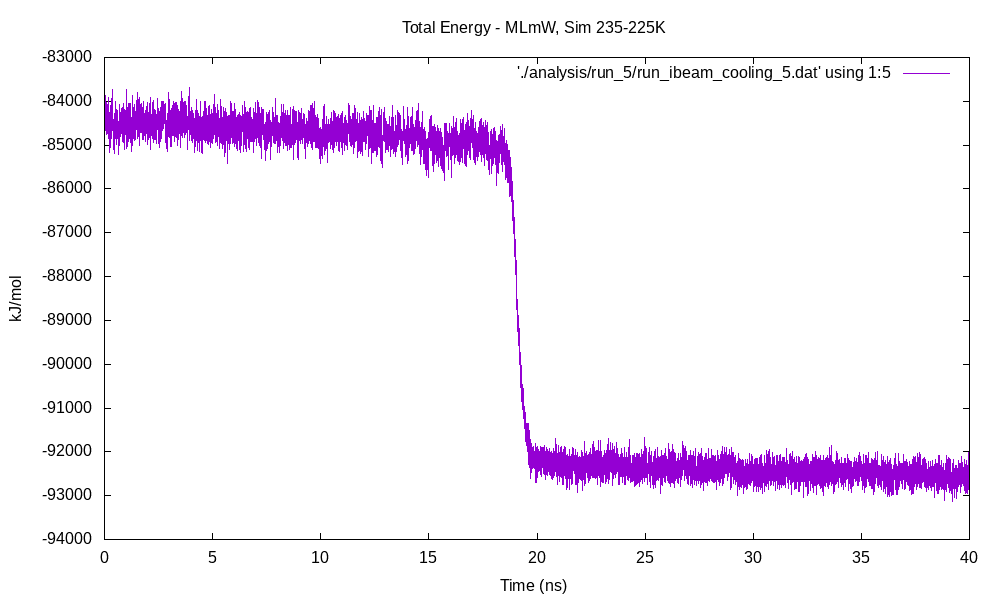 Total Energy - MLmW, Sim 235-225K
'./analysis/run_5/run_ibeam_cooling_5.dat' using 1:5
-83000
-84000
-85000
-86000
-87000
-88000
-89000
-90000
-91000
-92000
-93000
-94000
kJ/mol
0 5 10 15 20 25 30 35 40
Time (ns)